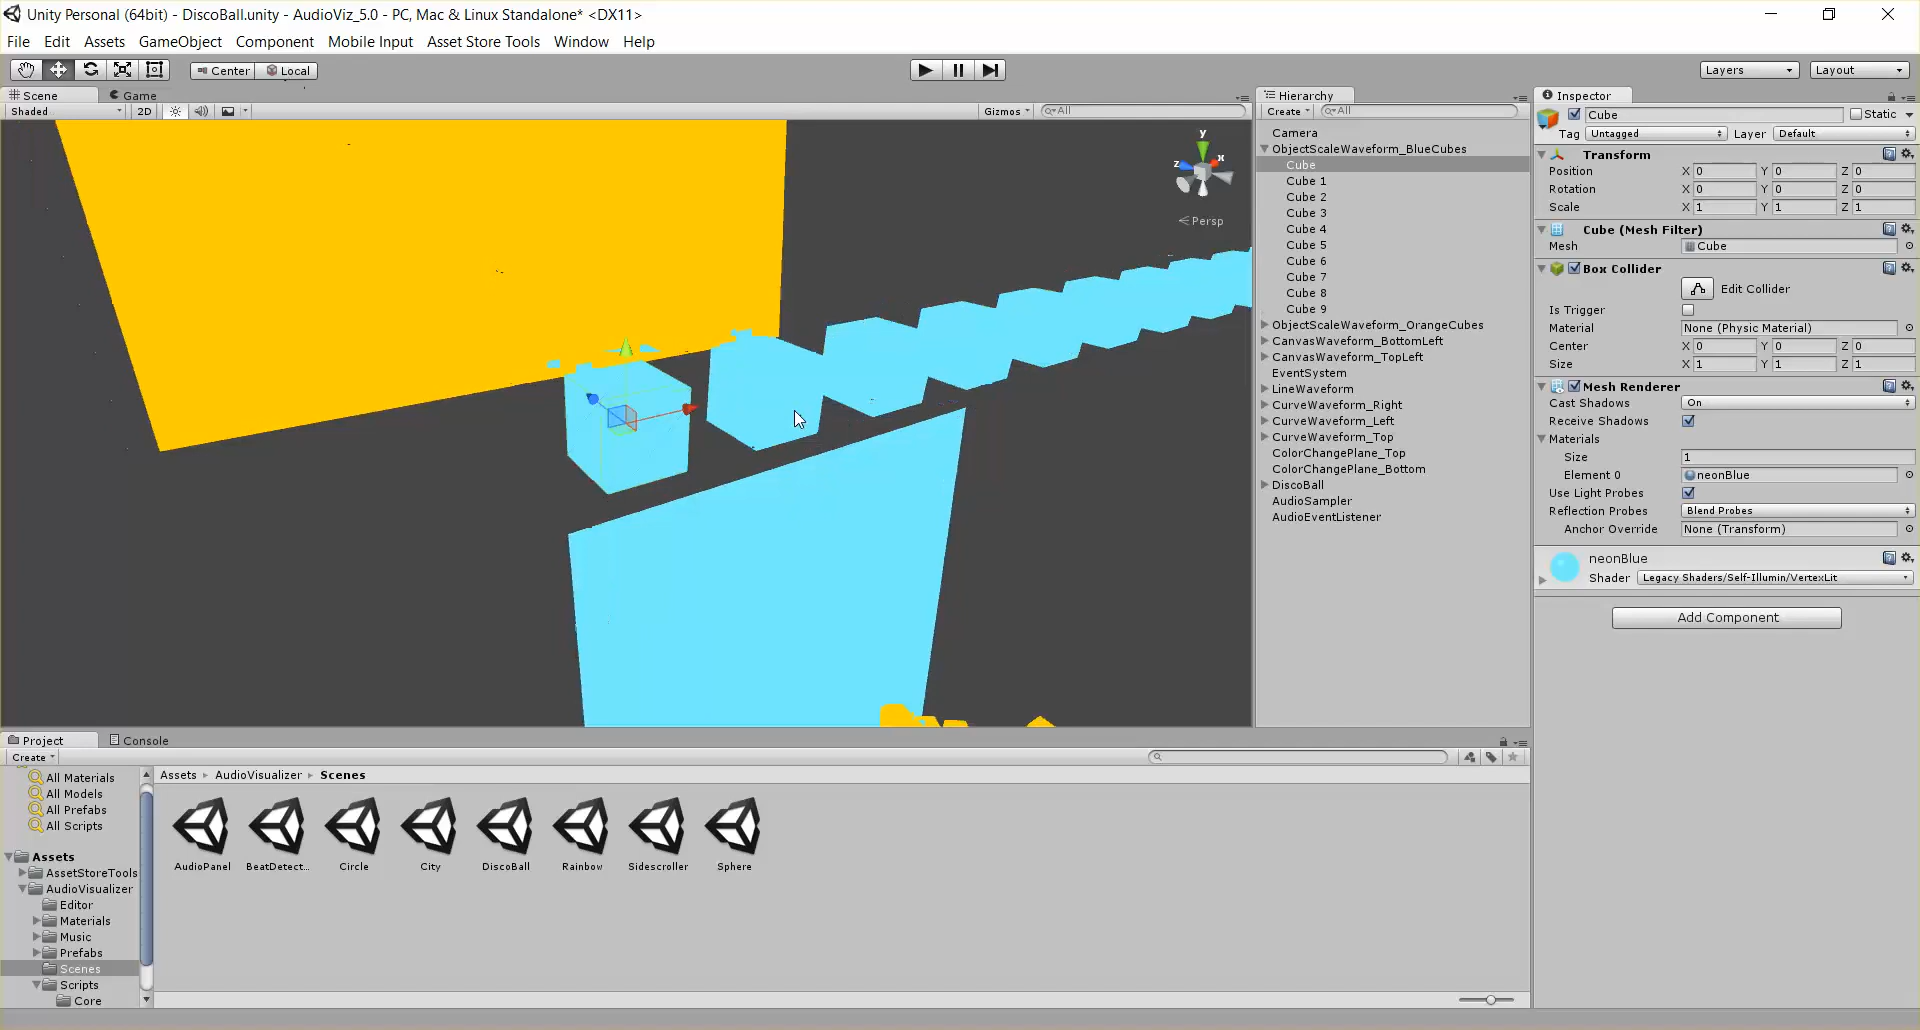 Unity Personal (64bit) - DiscoBall.unity - AudioViz_5.0 - PC, Mac & Linux Standalone* <DX11>
File Edit Assets GameObject Component Mobile Input Asset Store Tools Window Help
Center Local Layers Layout
Scene Game
Shaded 2D Gizmos All
y
z x
Persp
Hierarchy
Create All
Camera
ObjectScaleWaveform_BlueCubes
Cube
Cube 1
Cube 2
Cube 3
Cube 4
Cube 5
Cube 6
Cube 7
Cube 8
Cube 9
ObjectScaleWaveform_OrangeCubes
CanvasWaveform_BottomLeft
CanvasWaveform_TopLeft
EventSystem
LineWaveform
CurveWaveform_Right
CurveWaveform_Left
CurveWaveform_Top
ColorChangePlane_Top
ColorChangePlane_Bottom
DiscoBall
AudioSampler
AudioEventListener
Inspector
Cube Static
Tag Untagged Layer Default
Transform
Position X 0 Y 0 Z 0
Rotation X 0 Y 0 Z 0
Scale X 1 Y 1 Z 1
Cube (Mesh Filter)
Mesh Cube
Box Collider
Edit Collider
Is Trigger
Material None (Physic Material)
Center X 0 Y 0 Z 0
Size X 1 Y 1 Z 1
Mesh Renderer
Cast Shadows On
Receive Shadows
Materials
Size 1
Element 0 neonBlue
Use Light Probes
Reflection Probes Blend Probes
Anchor Override None (Transform)
neonBlue
Shader Legacy Shaders/Self-Illumin/VertexLit
Add Component
Project Console
Create
All Materials
All Models
All Prefabs
All Scripts
Assets
AssetStoreTools
AudioVisualizer
Editor
Materials
Music
Prefabs
Scenes
Scripts
Core
Assets AudioVisualizer Scenes
AudioPanel BeatDetect... Circle City DiscoBall Rainbow Sidescroller Sphere